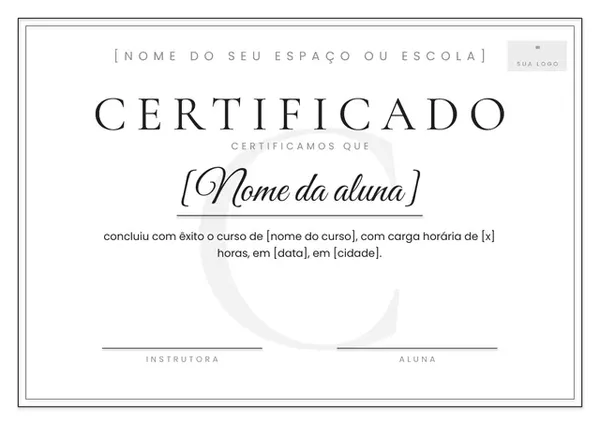 [NOME DO SEU ESPAÇO OU ESCOLA]
SUA LOGO
CERTIFICADO
CERTIFICAMOS QUE
[Nome da aluna]
concluiu com êxito o curso de [nome do curso], com carga horária de [x]
horas, em [data], em [cidade].
INSTRUTORA
ALUNA
C